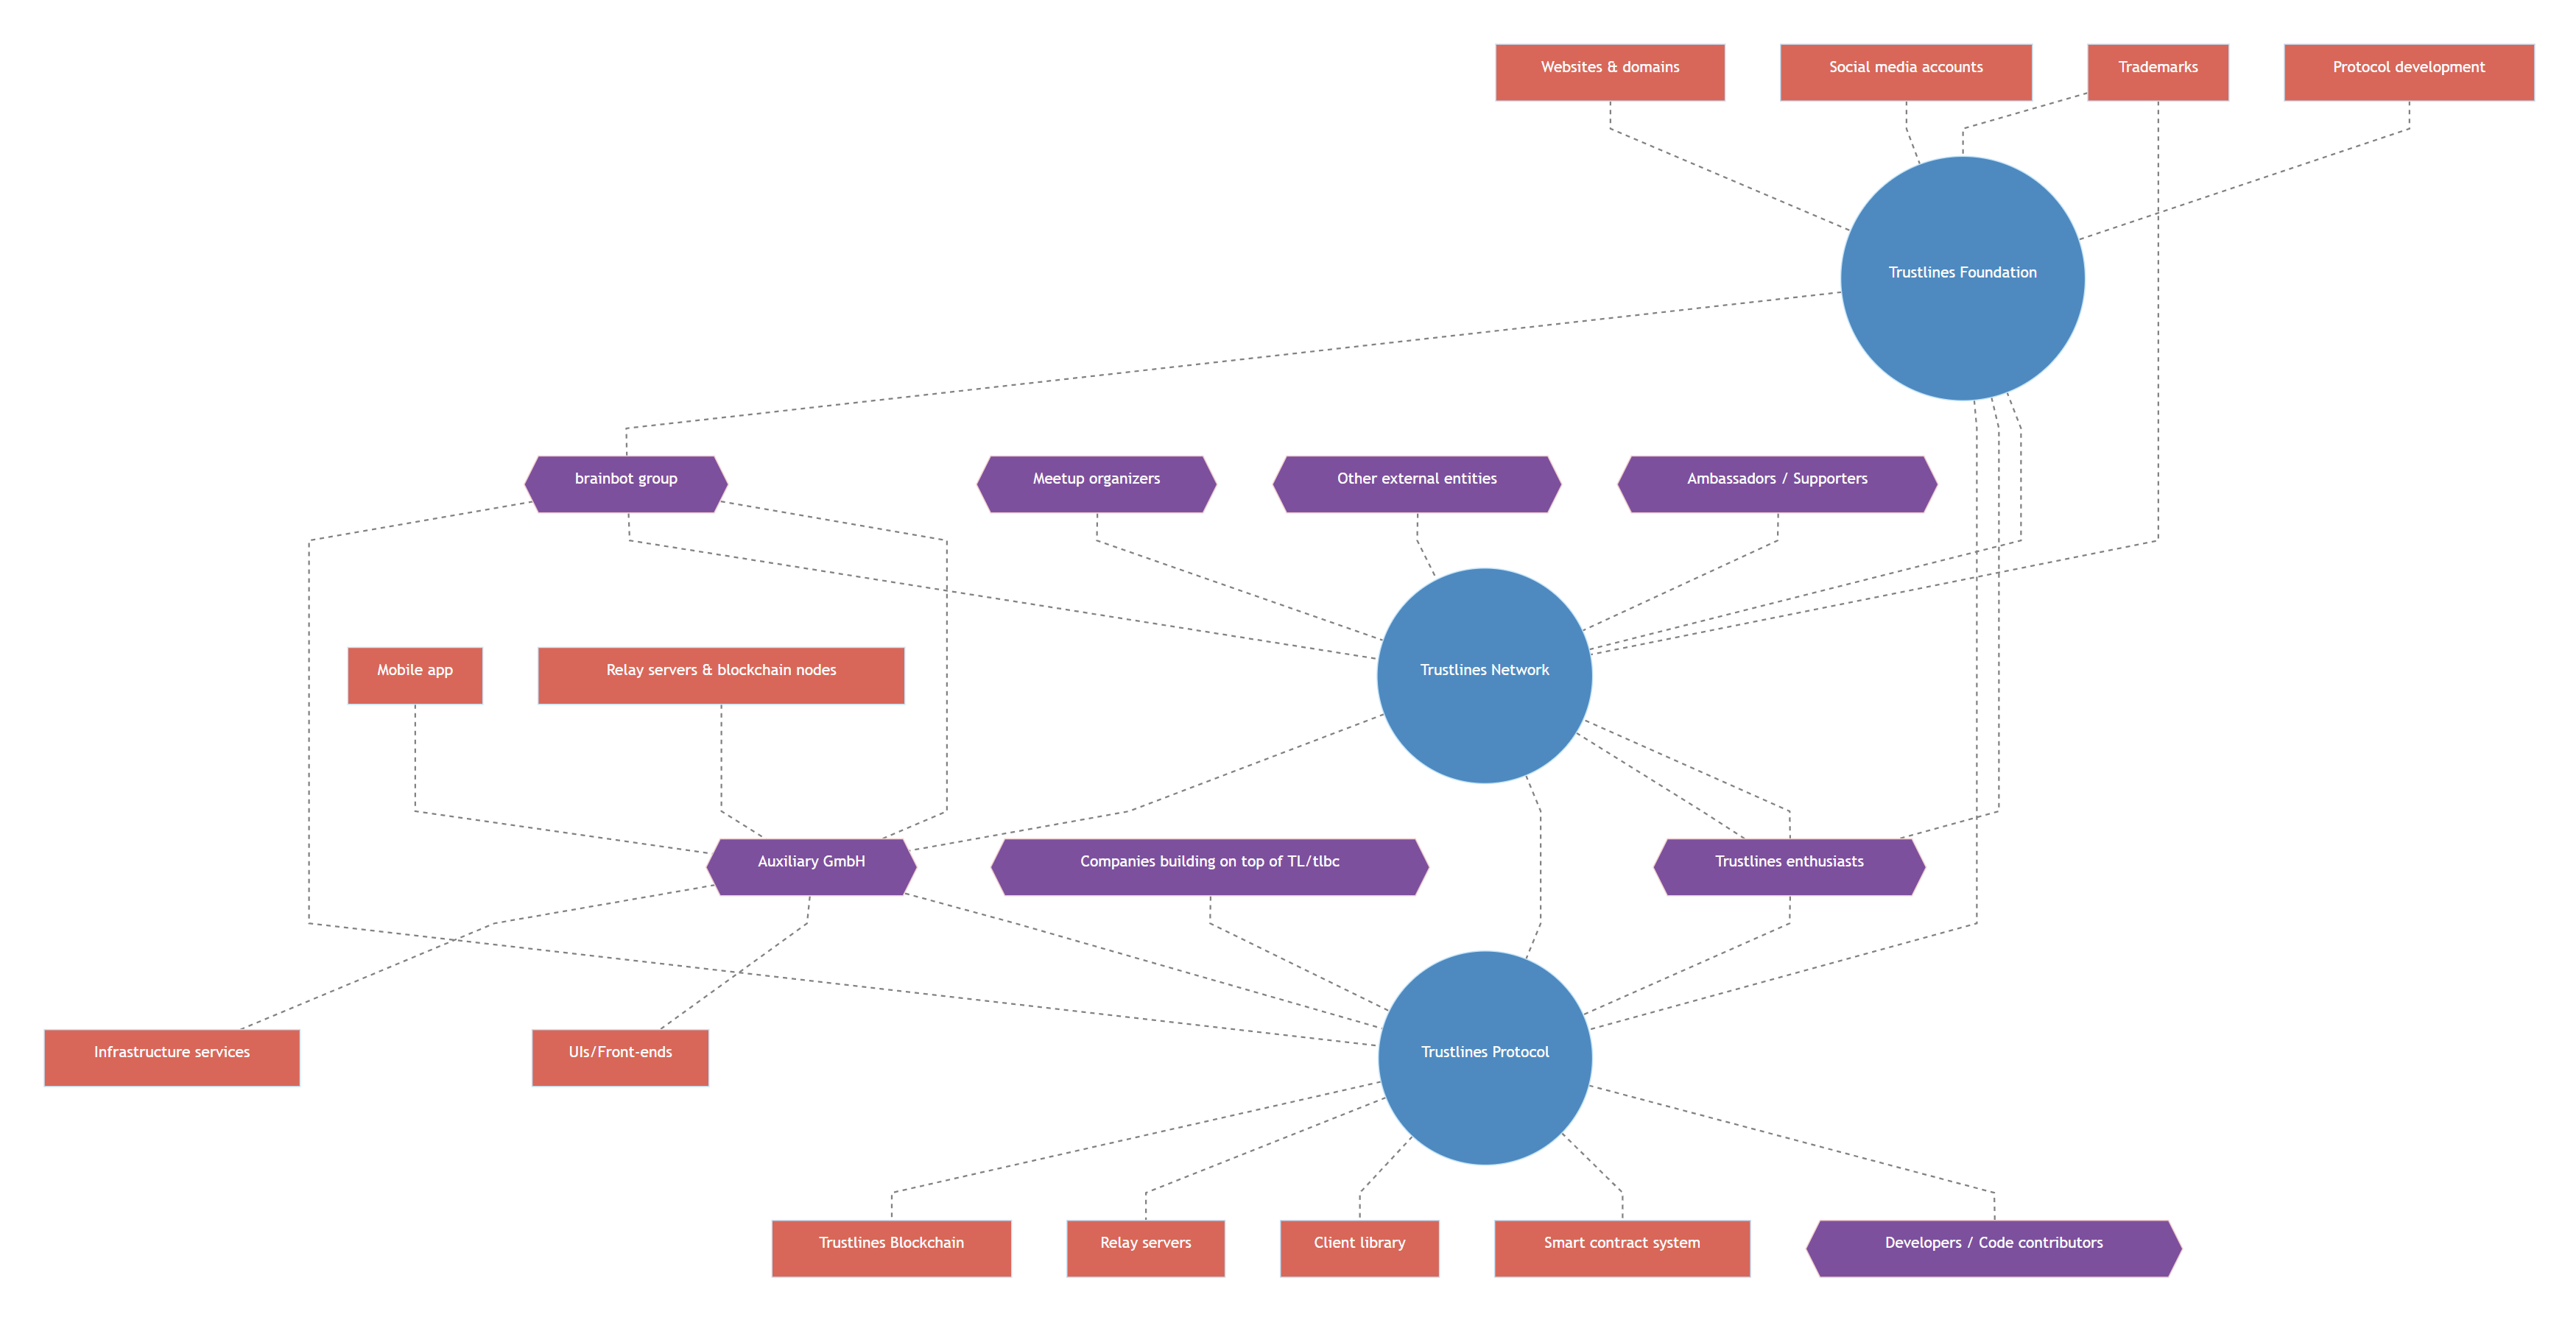 Websites & domains
Social media accounts
Trademarks
Protocol development
Trustlines Foundation
brainbot group
Meetup organizers
Other external entities
Ambassadors / Supporters
Mobile app
Relay servers & blockchain nodes
Trustlines Network
Auxiliary GmbH
Companies building on top of TL/tlbc
Trustlines enthusiasts
Infrastructure services
UIs/Front-ends
Trustlines Protocol
Trustlines Blockchain
Relay servers
Client library
Smart contract system
Developers / Code contributors